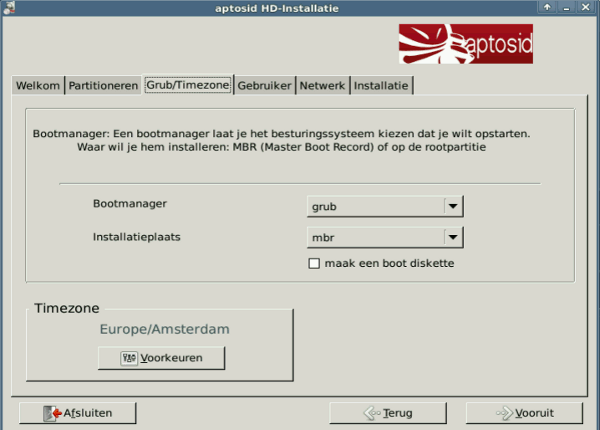 aptosid HD-Installatie
aptosid
Welkom Partitioneren Grub/Timezone Gebruiker Netwerk Installatie
Bootmanager: Een bootmanager laat je het besturingssysteem kiezen dat je wilt opstarten.
Waar wil je hem installeren: MBR (Master Boot Record) of op de rootpartitie
Bootmanager grub
Installatieplaats mbr
maak een boot diskette
Timezone
Europe/Amsterdam
Voorkeuren
Afsluiten Terug Vooruit